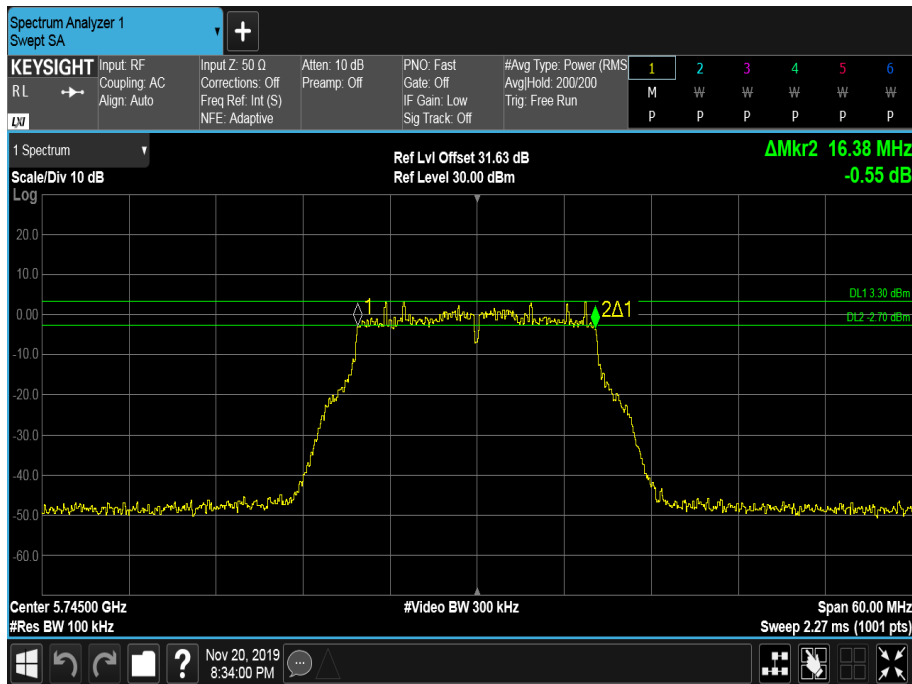 Spectrum Analyzer 1
Swept SA
+
KEYSIGHT Input: RF Input Z: 50 Ω Atten: 10 dB PNO: Fast #Avg Type: Power (RMS 1 2 3 4 5 6
RL Coupling: AC Corrections: Off Preamp: Off Gate: Off Avg|Hold: 200/200 M W W W W W
Align: Auto Freq Ref: Int (S) IF Gain: Low Trig: Free Run
LXI NFE: Adaptive Sig Track: Off P P P P P P
1 Spectrum Ref Lvl Offset 31.63 dB ΔMkr2 16.38 MHz
Scale/Div 10 dB Ref Level 30.00 dBm -0.55 dB
Log
20.0
10.0
DL1 3.30 dBm
0.00 1 2Δ1
DL2 -2.70 dBm
-10.0
-20.0
-30.0
-40.0
-50.0
-60.0
Center 5.74500 GHz #Video BW 300 kHz Span 60.00 MHz
#Res BW 100 kHz Sweep 2.27 ms (1001 pts)
? Nov 20, 2019
8:34:00 PM